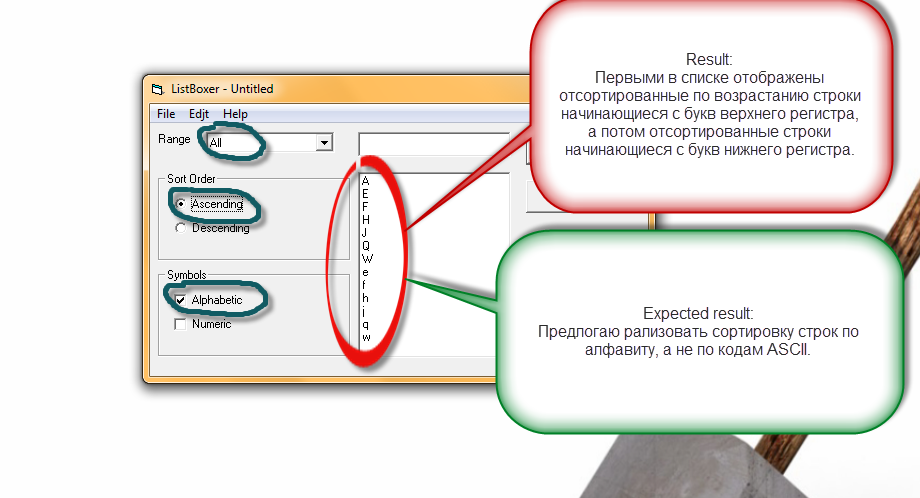 Result:
Первыми в списке отображены
отсортированные по возрастанию строки
начинающиеся с букв верхнего регистра,
а потом отсортированные строки
начинающиеся с букв нижнего регистра.
ListBoxer - Untitled
File Edjt Help
Range
All
Sort Order
Ascending
Descending
Symbols
Alphabetic
Numeric
A
E
F
H
J
Q
W
e
f
h
i
q
w
Expected result:
Предлогаю рализовать сортировку строк по
алфавиту, а не по кодам ASCII.